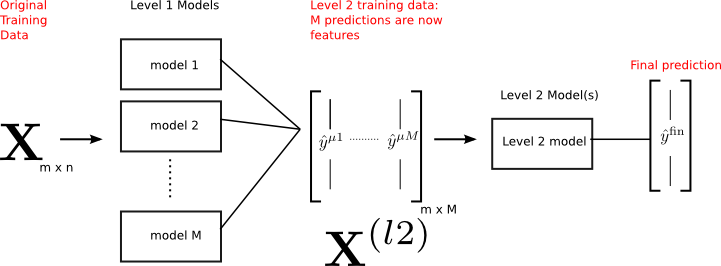 Original
Training
Data
Level 1 Models
Level 2 training data:
M predictions are now
features
model 1
model 2
model M
X
m x n
ŷ^μ1 .......... ŷ^μM
m x M
X^(l2)
Level 2 Model(s)
Level 2 model
Final prediction
ŷ^fin